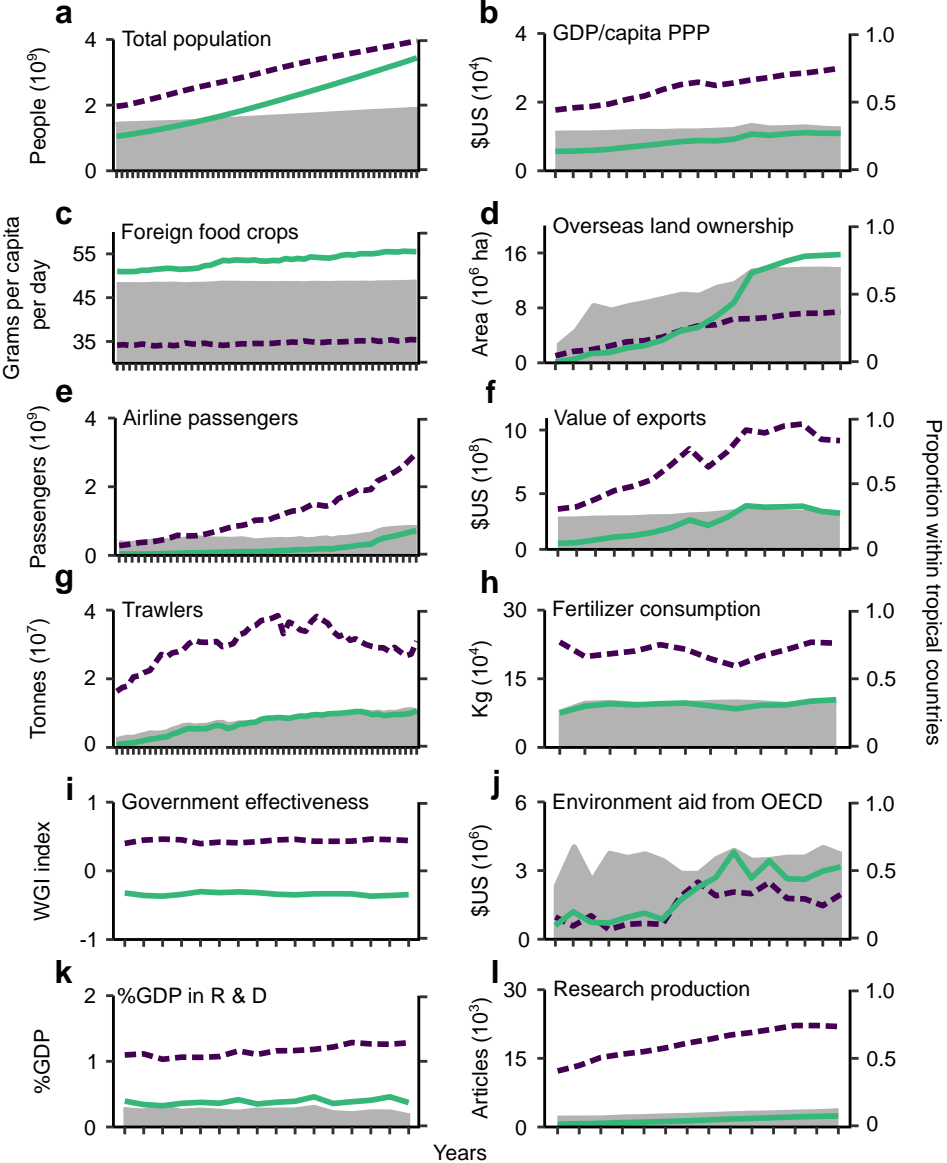 a
Total population
People (10⁹)
4
2
0
b
GDP/capita PPP
$US (10⁴)
4
2
0
1.0
0.5
0
c
Foreign food crops
Grams per capita
per day
55
45
35
d
Overseas land ownership
Area (10⁶ ha)
16
8
0
1.0
0.5
0
e
Airline passengers
Passengers (10⁹)
4
2
0
f
Value of exports
$US (10⁸)
10
5
0
1.0
0.5
0
g
Trawlers
Tonnes (10⁷)
4
2
0
h
Fertilizer consumption
Kg (10⁴)
30
15
0
1.0
0.5
0
i
Government effectiveness
WGI index
1
0
-1
j
Environment aid from OECD
$US (10⁶)
6
3
0
1.0
0.5
0
k
%GDP in R & D
%GDP
2
1
0
l
Research production
Articles (10³)
30
15
0
1.0
0.5
0
Proportion within tropical countries
Years